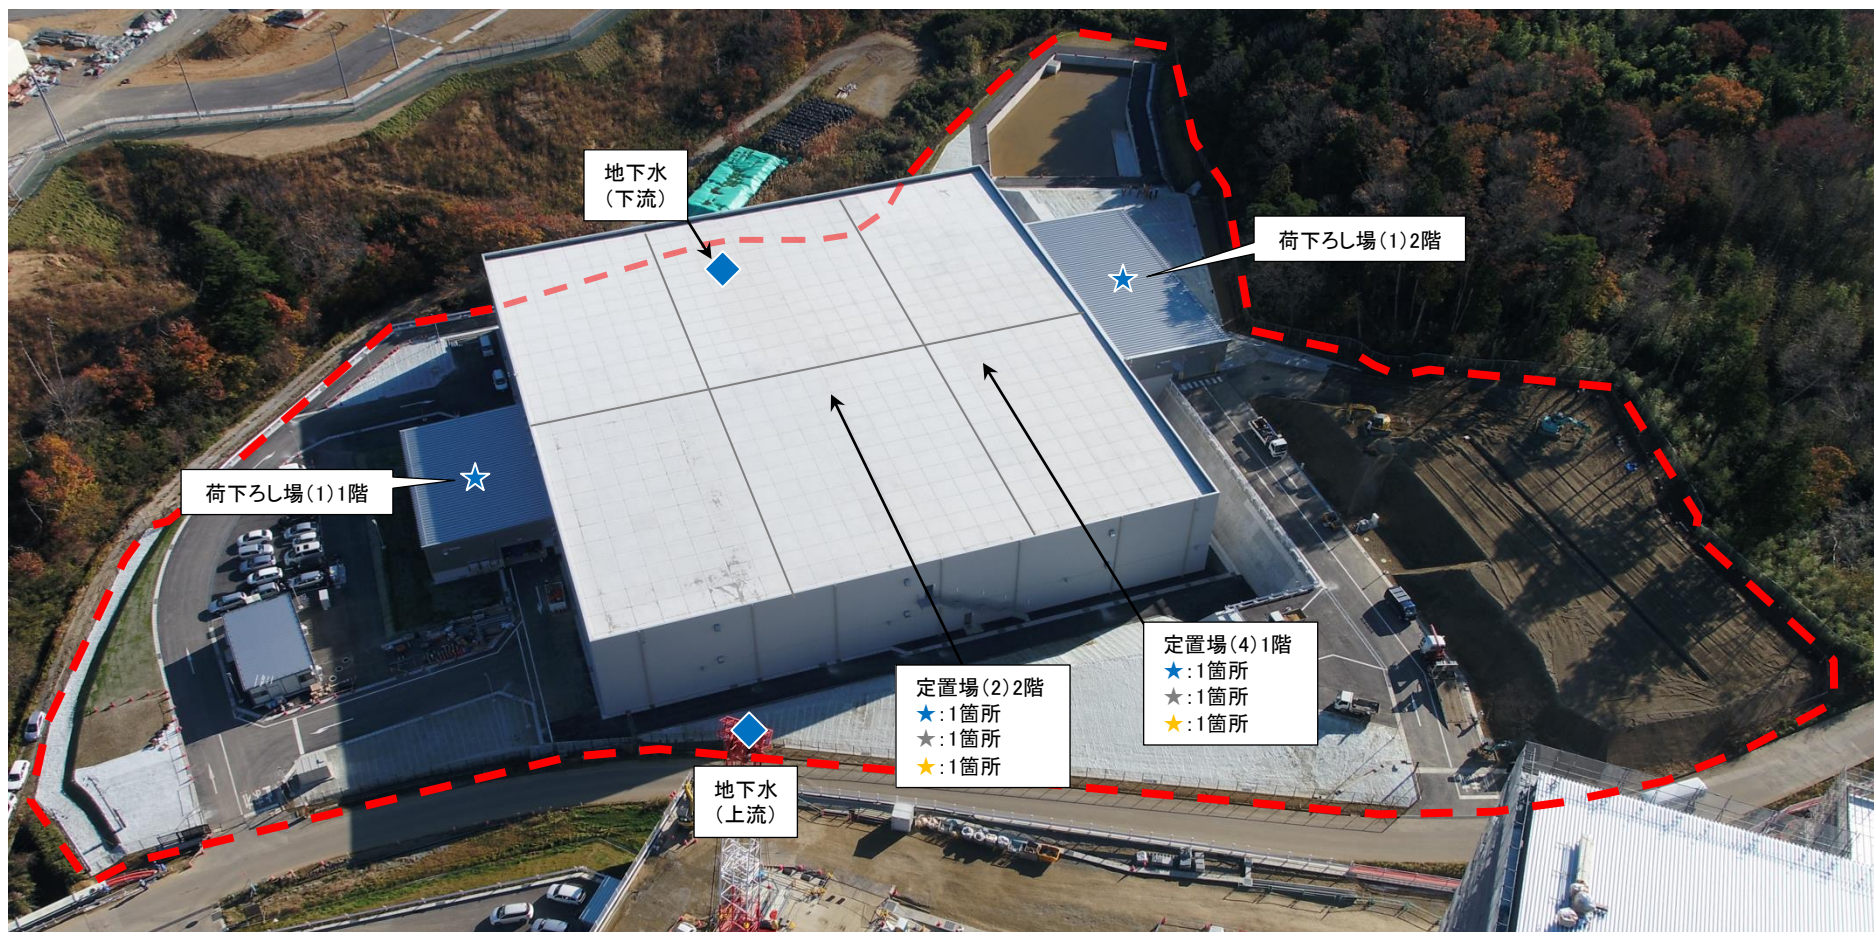 地下水
（下流）
荷下ろし場（1）2階
荷下ろし場（1）1階
定置場（4）1階
★：1箇所
★：1箇所
★：1箇所
定置場（2）2階
★：1箇所
★：1箇所
★：1箇所
地下水
（上流）